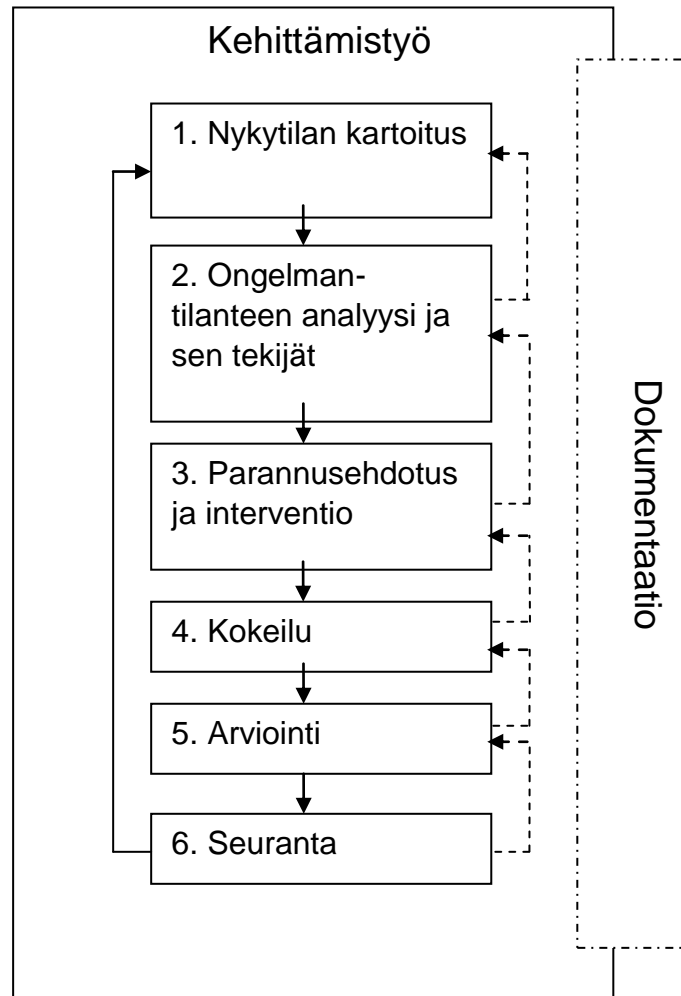 Kehittämistyö
1. Nykytilan kartoitus
2. Ongelman-
tilanteen analyysi ja
sen tekijät
3. Parannusehdotus
ja interventio
4. Kokeilu
5. Arviointi
6. Seuranta
Dokumentaatio